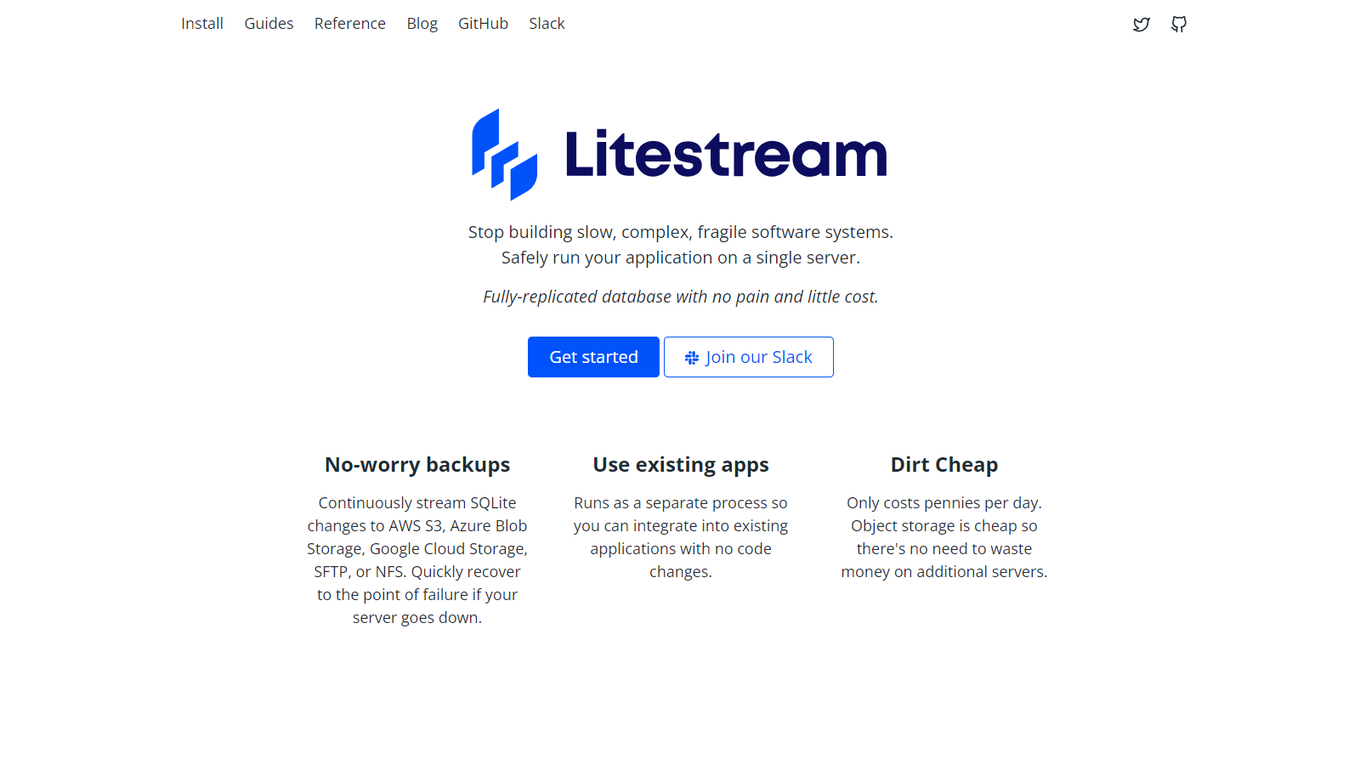 Install Guides Reference Blog GitHub Slack
Litestream
Stop building slow, complex, fragile software systems.
Safely run your application on a single server.
Fully-replicated database with no pain and little cost.
Get started
Join our Slack
No-worry backups
Continuously stream SQLite
changes to AWS S3, Azure Blob
Storage, Google Cloud Storage,
SFTP, or NFS. Quickly recover
to the point of failure if your
server goes down.
Use existing apps
Runs as a separate process so
you can integrate into existing
applications with no code
changes.
Dirt Cheap
Only costs pennies per day.
Object storage is cheap so
there's no need to waste
money on additional servers.